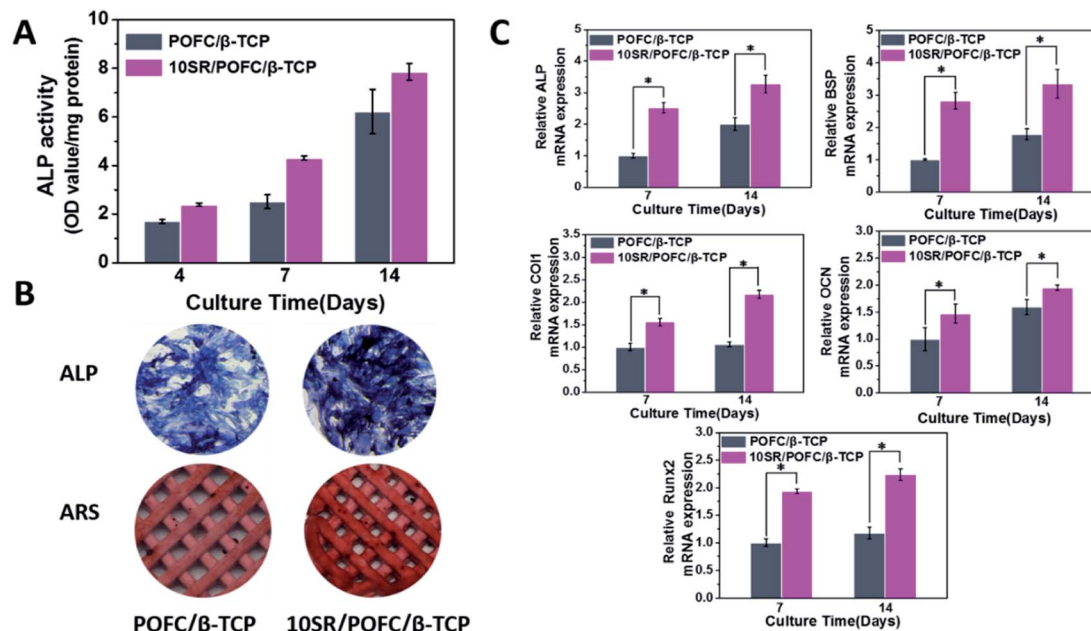 A
ALP activity
(OD value/mg protein)
8
6
4
2
0
POFC/β-TCP
10SR/POFC/β-TCP
4 7 14
Culture Time(Days)
B
ALP
ARS
POFC/β-TCP 10SR/POFC/β-TCP
C
Relative ALP
mRNA expression
5
4
3
2
1
0
POFC/β-TCP
10SR/POFC/β-TCP
* *
7 14
Culture Time(Days)
Relative BSP
mRNA expression
5
4
3
2
1
0
POFC/β-TCP
10SR/POFC/β-TCP
* *
7 14
Culture Time(Days)
Relative COl1
mRNA expression
3.0
2.5
2.0
1.5
1.0
0.5
0.0
POFC/β-TCP
10SR/POFC/β-TCP
* *
7 14
Culture Time(Days)
Relative OCN
mRNA expression
3.0
2.5
2.0
1.5
1.0
0.5
0.0
POFC/β-TCP
10SR/POFC/β-TCP
* *
7 14
Culture Time(Days)
Relative Runx2
mRNA expression
3.0
2.5
2.0
1.5
1.0
0.5
0.0
POFC/β-TCP
10SR/POFC/β-TCP
* *
7 14
Culture Time(Days)